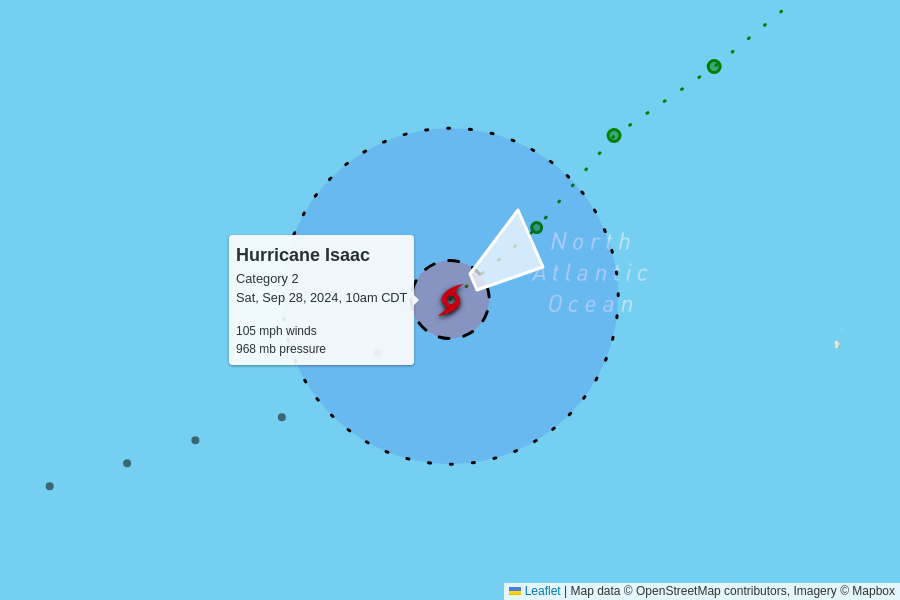 North
Atlantic
Ocean
Hurricane Isaac
Category 2
Sat, Sep 28, 2024, 10am CDT
105 mph winds
968 mb pressure
Leaflet | Map data © OpenStreetMap contributors, Imagery © Mapbox